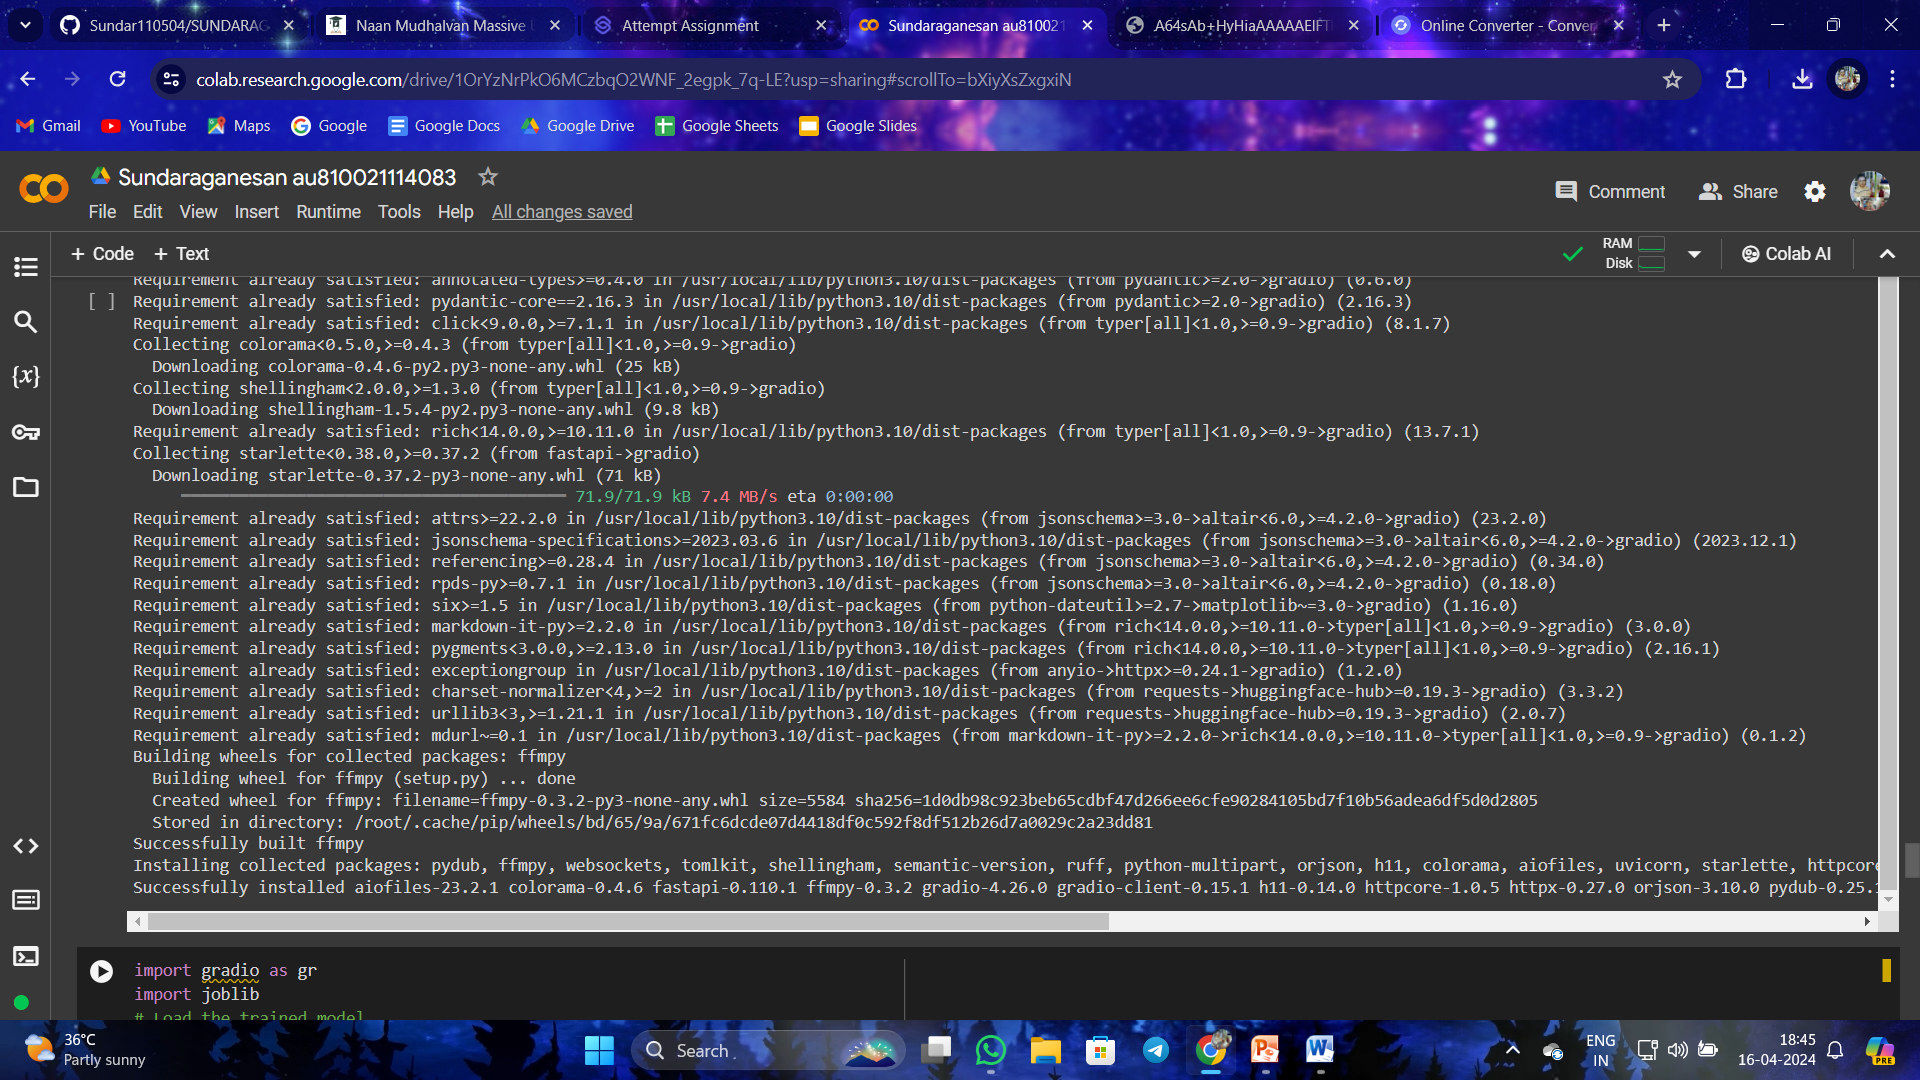 Sundar110504/SUNDARAG
Naan Mudhalvan Massive
Attempt Assignment
Sundaraganesan au810021
A64sAb+HyHiaAAAAAElFT
Online Converter - Conver
colab.research.google.com/drive/1OrYzNrPkO6MCzbqO2WNF_2egpk_7q-LE?usp=sharing#scrollTo=bXiyXsZxgxiN
Gmail YouTube Maps Google Google Docs Google Drive Google Sheets Google Slides
Sundaraganesan au810021114083
Comment Share
File Edit View Insert Runtime Tools Help All changes saved
+ Code + Text
RAM
Disk
Colab AI
Requirement already satisfied: annotated-types>=0.4.0 in /usr/local/lib/python3.10/dist-packages (from pydantic>=2.0->gradio) (0.6.0)
[ ] Requirement already satisfied: pydantic-core==2.16.3 in /usr/local/lib/python3.10/dist-packages (from pydantic>=2.0->gradio) (2.16.3)
Requirement already satisfied: click<9.0.0,>=7.1.1 in /usr/local/lib/python3.10/dist-packages (from typer[all]<1.0,>=0.9->gradio) (8.1.7)
Collecting colorama<0.5.0,>=0.4.3 (from typer[all]<1.0,>=0.9->gradio)
Downloading colorama-0.4.6-py2.py3-none-any.whl (25 kB)
Collecting shellingham<2.0.0,>=1.3.0 (from typer[all]<1.0,>=0.9->gradio)
Downloading shellingham-1.5.4-py2.py3-none-any.whl (9.8 kB)
Requirement already satisfied: rich<14.0.0,>=10.11.0 in /usr/local/lib/python3.10/dist-packages (from typer[all]<1.0,>=0.9->gradio) (13.7.1)
Collecting starlette<0.38.0,>=0.37.2 (from fastapi->gradio)
Downloading starlette-0.37.2-py3-none-any.whl (71 kB)
71.9/71.9 kB 7.4 MB/s eta 0:00:00
Requirement already satisfied: attrs>=22.2.0 in /usr/local/lib/python3.10/dist-packages (from jsonschema>=3.0->altair<6.0,>=4.2.0->gradio) (23.2.0)
Requirement already satisfied: jsonschema-specifications>=2023.03.6 in /usr/local/lib/python3.10/dist-packages (from jsonschema>=3.0->altair<6.0,>=4.2.0->gradio) (2023.12.1)
Requirement already satisfied: referencing>=0.28.4 in /usr/local/lib/python3.10/dist-packages (from jsonschema>=3.0->altair<6.0,>=4.2.0->gradio) (0.34.0)
Requirement already satisfied: rpds-py>=0.7.1 in /usr/local/lib/python3.10/dist-packages (from jsonschema>=3.0->altair<6.0,>=4.2.0->gradio) (0.18.0)
Requirement already satisfied: six>=1.5 in /usr/local/lib/python3.10/dist-packages (from python-dateutil>=2.7->matplotlib~=3.0->gradio) (1.16.0)
Requirement already satisfied: markdown-it-py>=2.2.0 in /usr/local/lib/python3.10/dist-packages (from rich<14.0.0,>=10.11.0->typer[all]<1.0,>=0.9->gradio) (3.0.0)
Requirement already satisfied: pygments<3.0.0,>=2.13.0 in /usr/local/lib/python3.10/dist-packages (from rich<14.0.0,>=10.11.0->typer[all]<1.0,>=0.9->gradio) (2.16.1)
Requirement already satisfied: exceptiongroup in /usr/local/lib/python3.10/dist-packages (from anyio->httpx>=0.24.1->gradio) (1.2.0)
Requirement already satisfied: charset-normalizer<4,>=2 in /usr/local/lib/python3.10/dist-packages (from requests->huggingface-hub>=0.19.3->gradio) (3.3.2)
Requirement already satisfied: urllib3<3,>=1.21.1 in /usr/local/lib/python3.10/dist-packages (from requests->huggingface-hub>=0.19.3->gradio) (2.0.7)
Requirement already satisfied: mdurl~=0.1 in /usr/local/lib/python3.10/dist-packages (from markdown-it-py>=2.2.0->rich<14.0.0,>=10.11.0->typer[all]<1.0,>=0.9->gradio) (0.1.2)
Building wheels for collected packages: ffmpy
Building wheel for ffmpy (setup.py) ... done
Created wheel for ffmpy: filename=ffmpy-0.3.2-py3-none-any.whl size=5584 sha256=1d0db98c923beb65cdbf47d266ee6cfe90284105bd7f10b56adea6df5d0d2805
Stored in directory: /root/.cache/pip/wheels/bd/65/9a/671fc6dcde07d4418df0c592f8df512b26d7a0029c2a23dd81
Successfully built ffmpy
Installing collected packages: pydub, ffmpy, websockets, tomlkit, shellingham, semantic-version, ruff, python-multipart, orjson, h11, colorama, aiofiles, uvicorn, starlette, httpcore
Successfully installed aiofiles-23.2.1 colorama-0.4.6 fastapi-0.110.1 ffmpy-0.3.2 gradio-4.26.0 gradio-client-0.15.1 h11-0.14.0 httpcore-1.0.5 httpx-0.27.0 orjson-3.10.0 pydub-0.25.1
import gradio as gr
import joblib
# Load the trained model
36°C
Partly sunny
Search
ENG
IN
18:45
16-04-2024
PRE